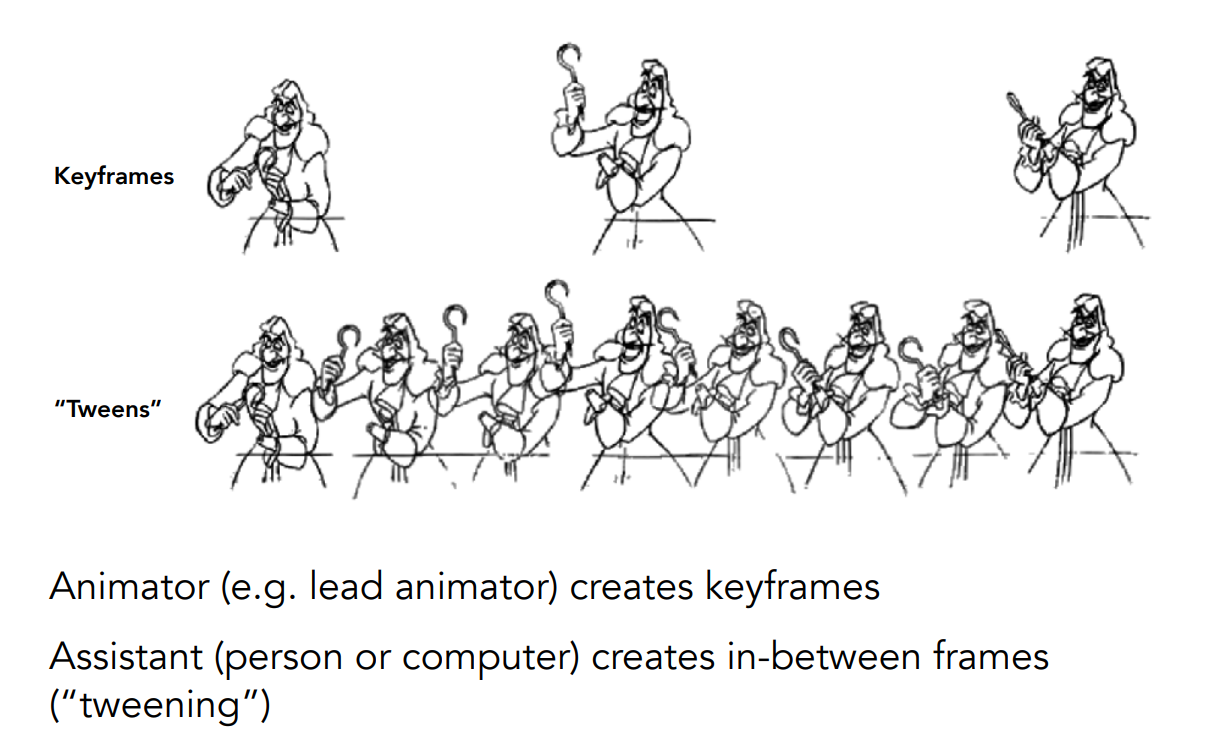 Keyframes
”Tweens”
Animator (e.g. lead animator) creates keyframes
Assistant (person or computer) creates in-between frames
(“tweening”)